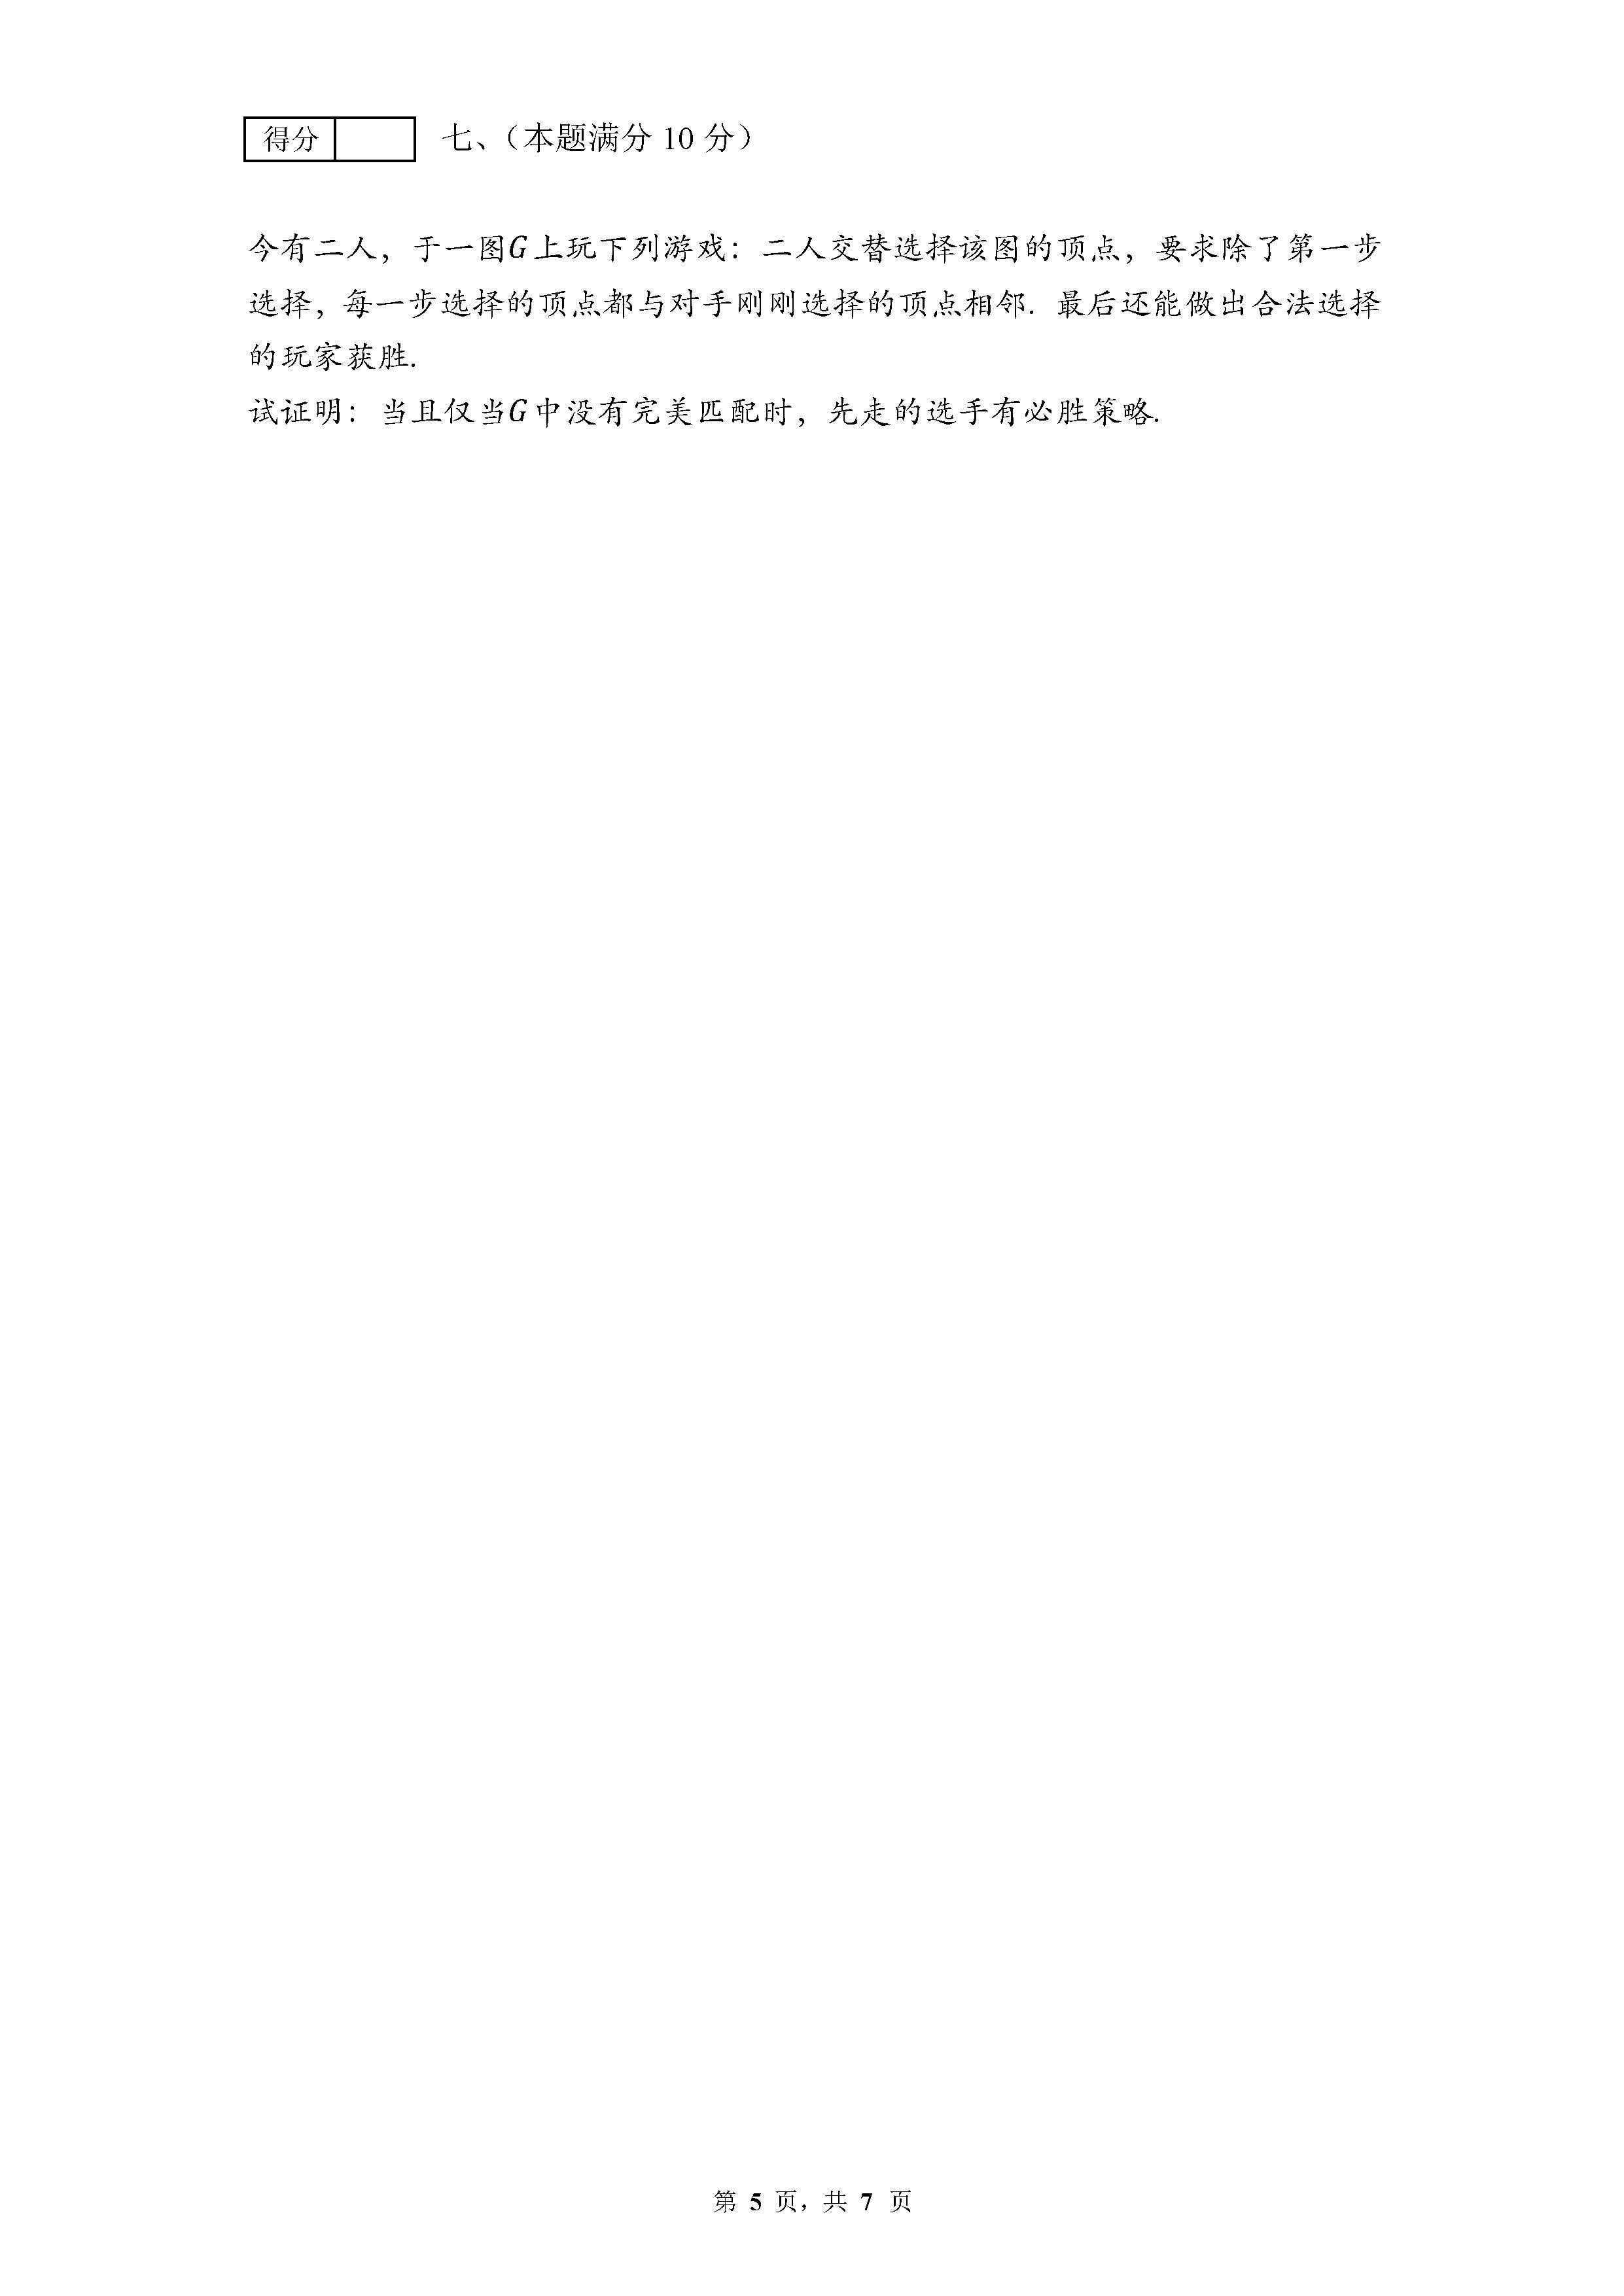 得分 七、（本题满分 10 分）
今有二人，于一图G上玩下列游戏：二人交替选择该图的顶点，要求除了第一步
选择，每一步选择的顶点都与对手刚刚选择的顶点相邻. 最后还能做出合法选择
的玩家获胜.
试证明：当且仅当G中没有完美匹配时，先走的选手有必胜策略.
第 5 页，共 7 页